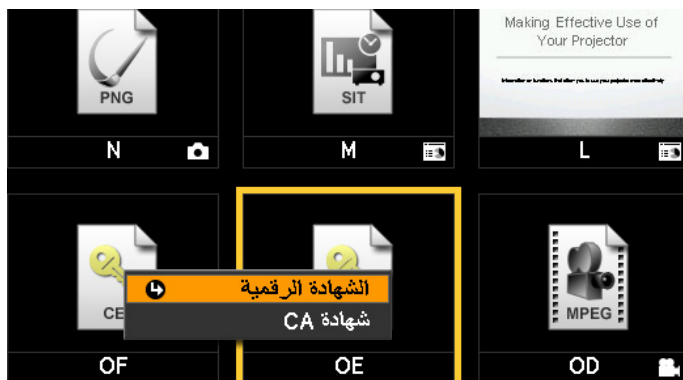 Making Effective Use of
Your Projector
PNG
SIT
N
M
L
الشهادة الرقمية
شهادة CA
CE
MPEG
OF
OE
OD